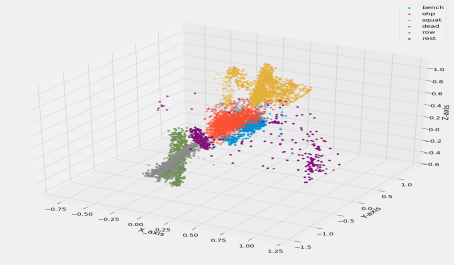 bench
ohp
squat
dead
row
rest
1.0
0.8
0.6
0.4
0.2
0.0
−0.2
−0.4
−0.6
Z-axis
1.0
0.5
0.0
−0.5
−1.0
−1.5
Y-axis
−0.75
−0.50
−0.25
0.00
0.25
0.50
0.75
1.00
1.25
X_axis